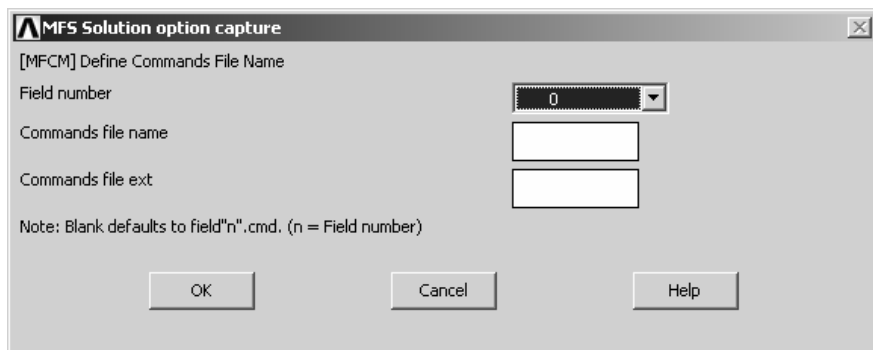 MFS Solution option capture
[MFCM] Define Commands File Name
Field number
0
Commands file name
Commands file ext
Note: Blank defaults to field"n".cmd. (n = Field number)
OK Cancel Help